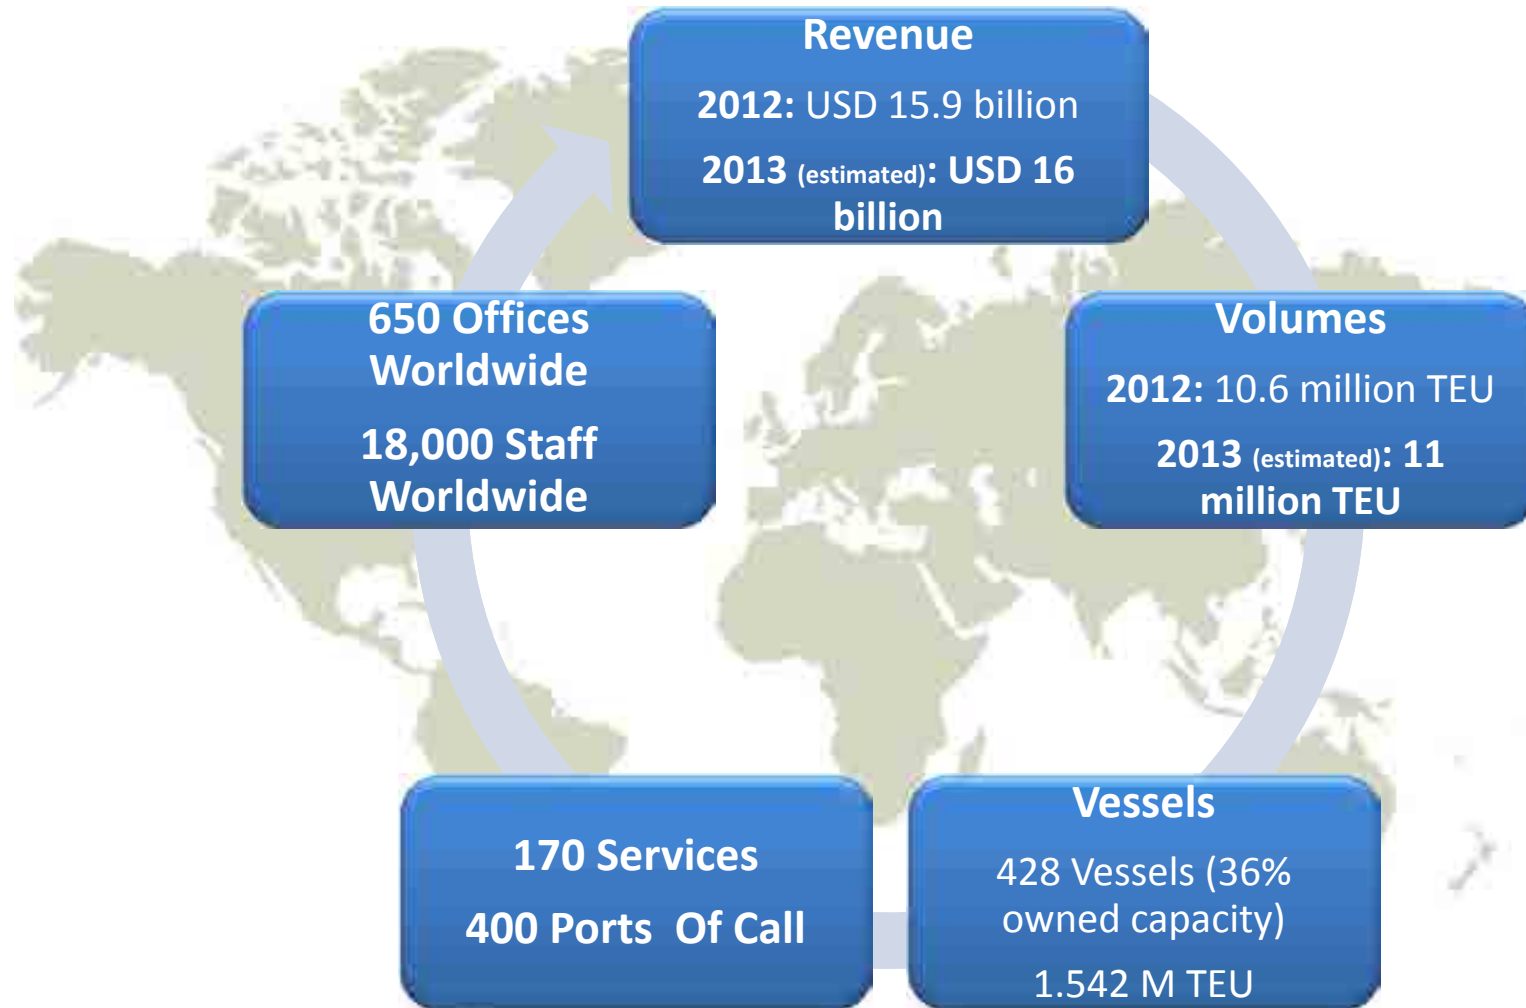 Revenue
2012: USD 15.9 billion
2013 (estimated): USD 16
billion
650 Offices
Worldwide
18,000 Staff
Worldwide
Volumes
2012: 10.6 million TEU
2013 (estimated): 11
million TEU
170 Services
400 Ports Of Call
Vessels
428 Vessels (36%
owned capacity)
1.542 M TEU